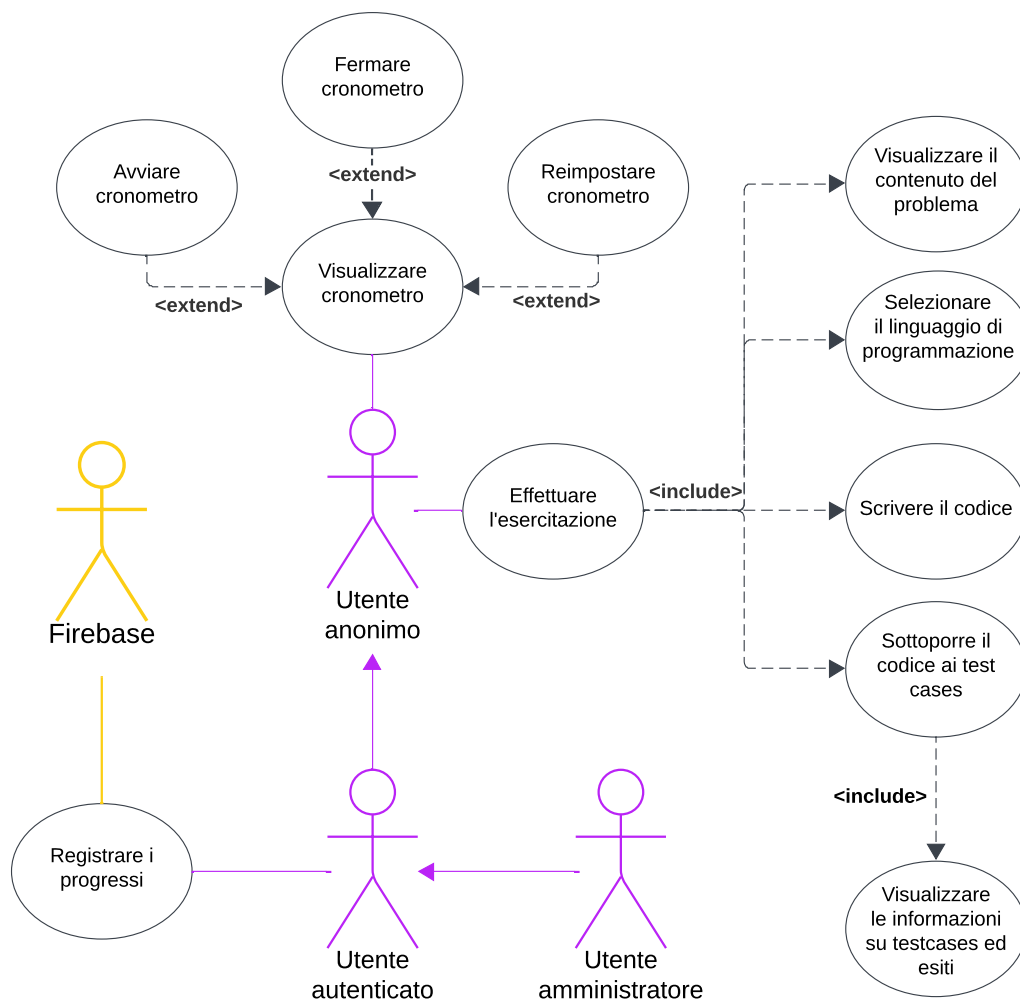 Fermare
cronometro
Avviare
cronometro
<extend>
Reimpostare
cronometro
Visualizzare il
contenuto del
problema
Visualizzare
cronometro
<extend>
<extend>
Selezionare
il linguaggio di
programmazione
Effettuare
l'esercitazione
<include>
Scrivere il codice
Utente
anonimo
Firebase
Sottoporre il
codice ai test
cases
<include>
Registrare i
progressi
Visualizzare
le informazioni
su testcases ed
esiti
Utente
autenticato
Utente
amministratore